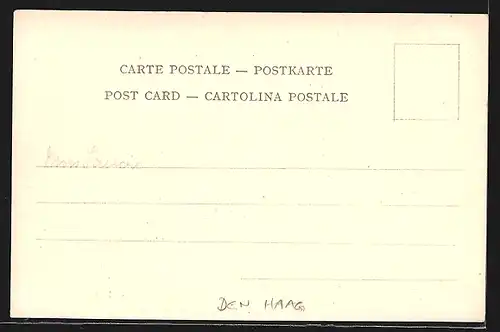 CARTE POSTALE — POSTKARTE
POST CARD — CARTOLINA POSTALE
DEN HAAG